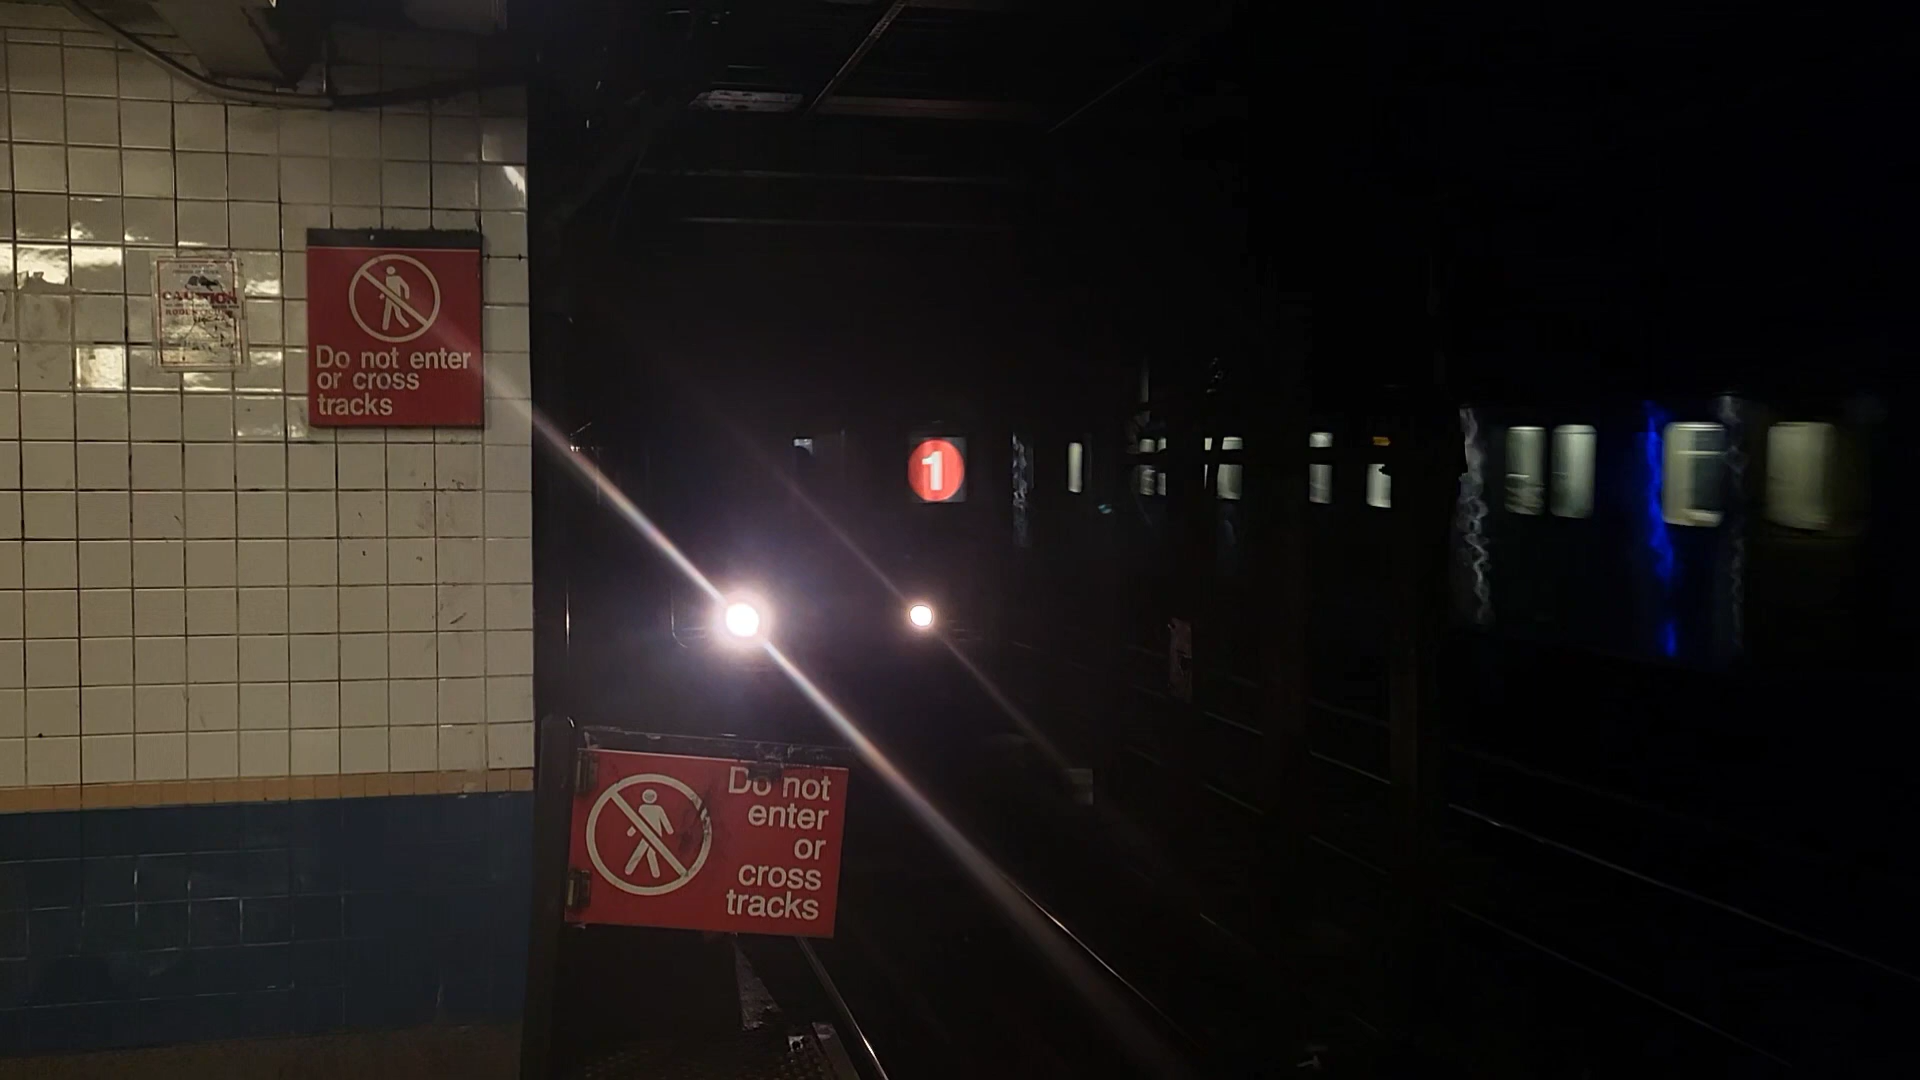 CAUTION
Do not enter
or cross
tracks
1
Do not
enter
or
cross
tracks